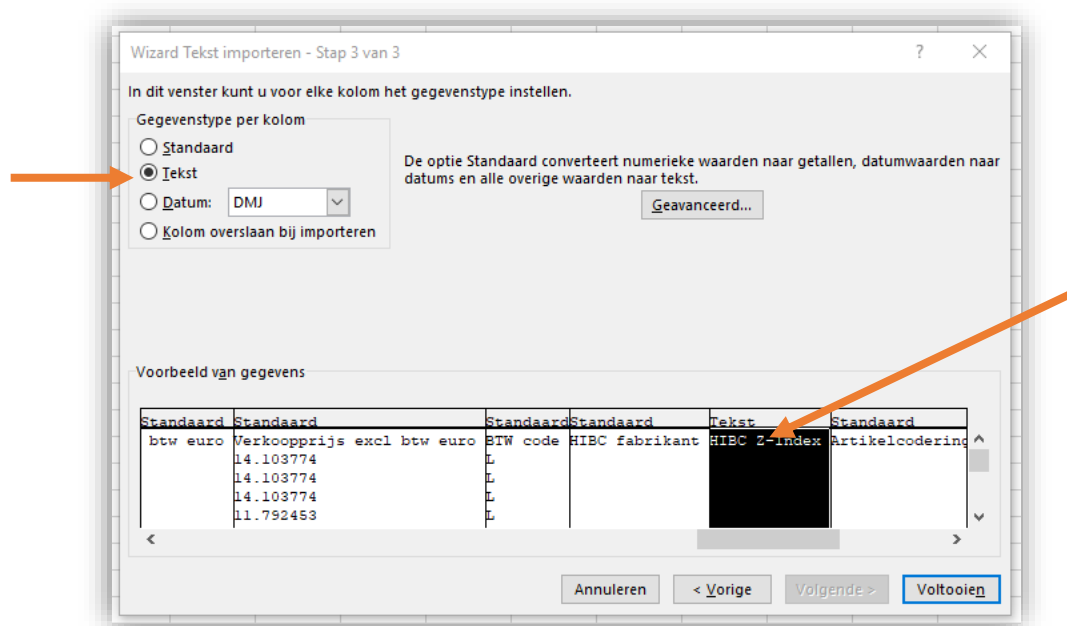 Wizard Tekst importeren - Stap 3 van 3
?
In dit venster kunt u voor elke kolom het gegevenstype instellen.
Gegevenstype per kolom
Standaard
Tekst
Datum: DMJ
Kolom overslaan bij importeren
De optie Standaard converteert numerieke waarden naar getallen, datumwaarden naar
datums en alle overige waarden naar tekst.
Geavanceerd...
Voorbeeld van gegevens
Standaard Standaard Standaard Standaard Tekst Standaard
btw euro Verkoopprijs excl btw euro BTW code HIBC fabrikant HIBC Z-Index Artikelcodering
14.103774 L
14.103774 L
14.103774 L
11.792453 L
Annuleren < Vorige Volgende > Voltooien